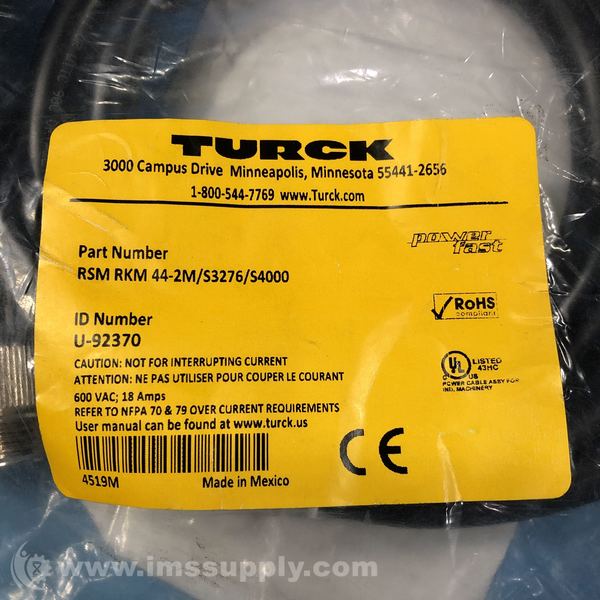 TURCK
3000 Campus Drive Minneapolis, Minnesota 55441-2656
1-800-544-7769 www.Turck.com
Part Number
RSM RKM 44-2M/S3276/S4000
power fast
ID Number
U-92370
RoHS
compliant
CAUTION: NOT FOR INTERRUPTING CURRENT
ATTENTION: NE PAS UTILISER POUR COUPER LE COURANT
600 VAC; 18 Amps
REFER TO NFPA 70 & 79 OVER CURRENT REQUIREMENTS
User manual can be found at www.turck.us
UL LISTED
43HC
C US
POWER CABLE ASSY FOR
IND. MACHINERY
CE
4519M Made in Mexico
www.imssupply.com